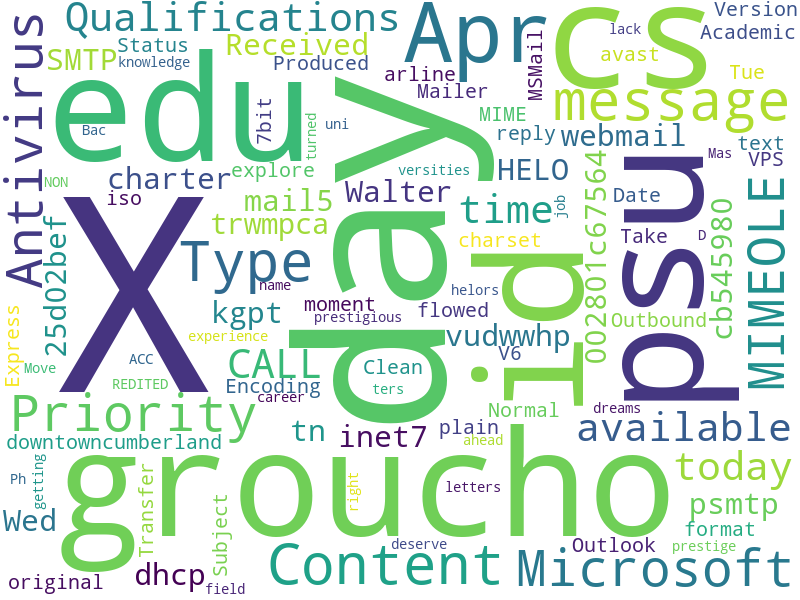 Qualifications
Apr
cs
Version
Academic
lack
avast
Tue
message
MSMail
Antivirus
SMTP
Status
knowledge
Received
Produced
arline
Mailer
MIME
reply
webmail
text
VPS
Mas
edu
Bac
7bit
turned
uni
explore
versities
HELO
day
X
NON
charter
iso
mail5
trwmpca
Walter
time
job
charset
id
002801c67564
psu
Date
Take
D
cb545980
MIMEOLE
Type
name
moment
prestigious
helors
flowed
25d02bef
kgpt
vudwwhp
V6
Outbound
Express
Move
ACC
REDITED
experience
CALL
Encoding
career
Clean
ters
Normal
dreams
Priority
tn
inet7
plain
ahead
available
downtowncumberland
groucho
today
Ph
getting
Transfer
Subject
right
letters
psmtp
format
Wed
deserve
Outlook
prestige
original
dhcp
field
Content
Microsoft